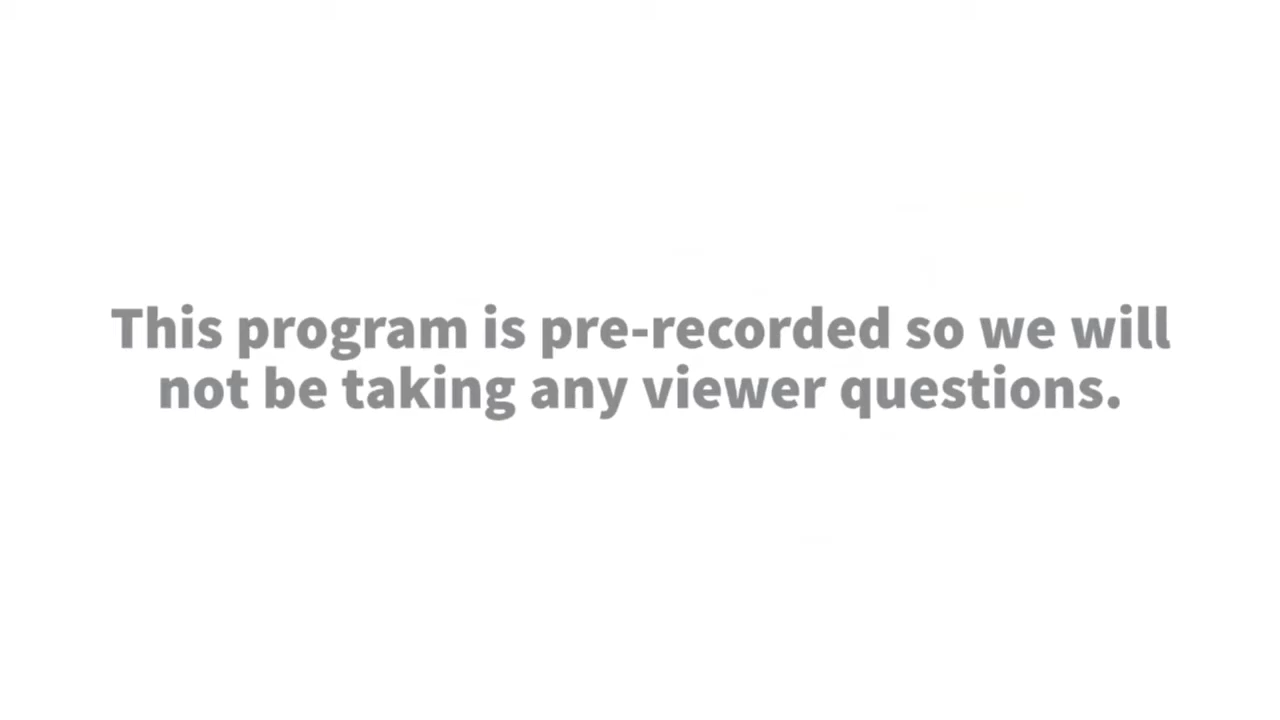 This program is pre-recorded so we will
not be taking any viewer questions.